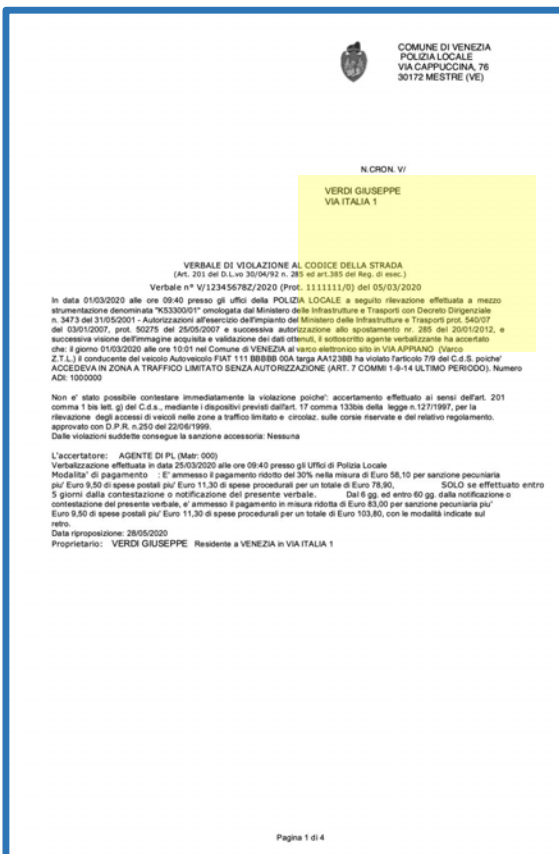 COMUNE DI VENEZIA
POLIZIA LOCALE
VIA CAPPUCCINA, 76
30172 MESTRE (VE)
N.CRON. V/
VERDI GIUSEPPE
VIA ITALIA 1
VERBALE DI VIOLAZIONE AL CODICE DELLA STRADA
(Art. 201 del D.L.vo 30/04/92 n. 285 ed art.385 del Reg. di esec.)
Verbale n° V/12345678Z/2020 (Prot. 1111111/0) del 05/03/2020
In data 01/03/2020 alle ore 09:40 presso gli uffici della POLIZIA LOCALE a seguito rilevazione effettuata a mezzo
strumentazione denominata "K53300/01" omologata dal Ministero delle Infrastrutture e Trasporti con Decreto Dirigenziale
n. 3473 del 31/05/2001 - Autorizzazioni all'esercizio dell'impianto del Ministero delle Infrastrutture e Trasporti prot. 540/07
del 03/01/2007, prot. 50275 del 25/05/2007 e successiva autorizzazione allo spostamento nr. 285 del 20/01/2012, e
successiva visione dell'immagine acquisita e validazione dei dati ottenuti, il sottoscritto agente verbalizzante ha accertato
che: il giorno 01/03/2020 alle ore 10:01 nel Comune di VENEZIA al varco elettronico sito in VIA APPIANO (Varco
Z.T.L.) il conducente del veicolo Autoveicolo FIAT 111 BBBBB 00A targa AA123BB ha violato l'articolo 7/9 del C.d.S. poiche'
ACCEDEVA IN ZONA A TRAFFICO LIMITATO SENZA AUTORIZZAZIONE (ART. 7 COMMI 1-9-14 ULTIMO PERIODO). Numero
ADI: 1000000
Non e' stato possibile contestare immediatamente la violazione poiche': accertamento effettuato ai sensi dell'art. 201
comma 1 bis lett. g) del C.d.s., mediante i dispositivi previsti dall'art. 17 comma 133bis della legge n.127/1997, per la
rilevazione degli accessi di veicoli nelle zone a traffico limitato e circolaz. sulle corsie riservate e del relativo regolamento.
approvato con D.P.R. n.250 del 22/06/1999.
Dalle violazioni suddette consegue la sanzione accessoria: Nessuna
L'accertatore: AGENTE DI PL (Matr: 000)
Verbalizzazione effettuata in data 25/03/2020 alle ore 09:40 presso gli Uffici di Polizia Locale
Modalita' di pagamento : E' ammesso il pagamento ridotto del 30% nella misura di Euro 58,10 per sanzione pecuniaria
piu' Euro 9,50 di spese postali piu' Euro 11,30 di spese procedurali per un totale di Euro 78,90, SOLO se effettuato entro
5 giorni dalla contestazione o notificazione del presente verbale. Dal 6 gg. ed entro 60 gg. dalla notificazione o
contestazione del presente verbale, e' ammesso il pagamento in misura ridotta di Euro 83,00 per sanzione pecuniaria piu'
Euro 9,50 di spese postali piu' Euro 11,30 di spese procedurali per un totale di Euro 103,80, con le modalità indicate sul
retro.
Data riproposizione: 28/05/2020
Proprietario: VERDI GIUSEPPE Residente a VENEZIA in VIA ITALIA 1
Pagina 1 di 4